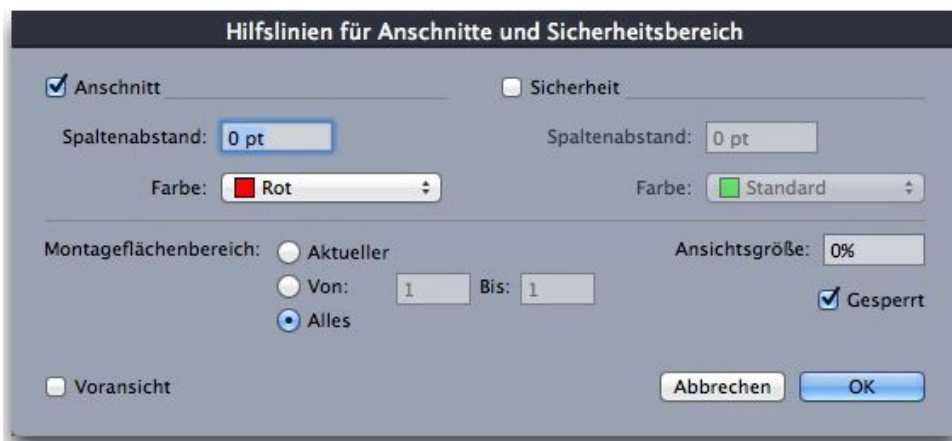 Hilfslinien für Anschnitte und Sicherheitsbereich
Anschnitt
Sicherheit
Spaltenabstand: 0 pt
Spaltenabstand: 0 pt
Farbe: Rot
Farbe: Standard
Montageflächenbereich: Aktueller
Ansichtsgröße: 0%
Von: 1 Bis: 1
Gesperrt
Alles
Voransicht
Abbrechen
OK